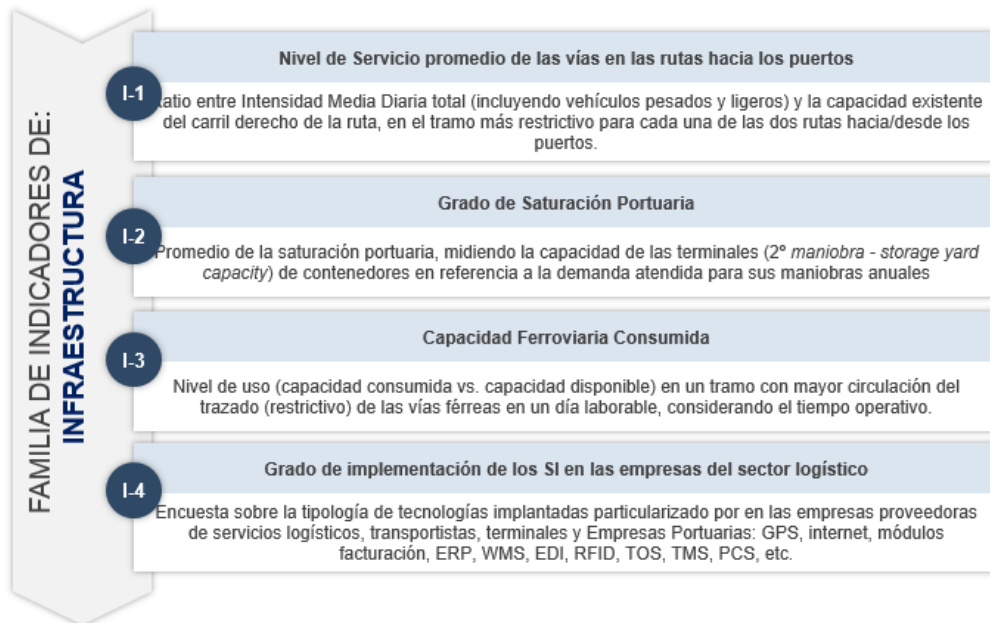 FAMILIA DE INDICADORES DE:
INFRAESTRUCTURA
I-1
Nivel de Servicio promedio de las vías en las rutas hacia los puertos
atio entre Intensidad Media Diaria total (incluyendo vehículos pesados y ligeros) y la capacidad existente
del carril derecho de la ruta, en el tramo más restrictivo para cada una de las dos rutas hacia/desde los
puertos.
I-2
Grado de Saturación Portuaria
Promedio de la saturación portuaria, midiendo la capacidad de las terminales (2º maniobra - storage yard
capacity) de contenedores en referencia a la demanda atendida para sus maniobras anuales
I-3
Capacidad Ferroviaria Consumida
Nivel de uso (capacidad consumida vs. capacidad disponible) en un tramo con mayor circulación del
trazado (restrictivo) de las vías férreas en un día laborable, considerando el tiempo operativo.
I-4
Grado de implementación de los SI en las empresas del sector logístico
Encuesta sobre la tipología de tecnologías implantadas particularizado por en las empresas proveedoras
de servicios logísticos, transportistas, terminales y Empresas Portuarias: GPS, internet, módulos
facturación, ERP, WMS, EDI, RFID, TOS, TMS, PCS, etc.